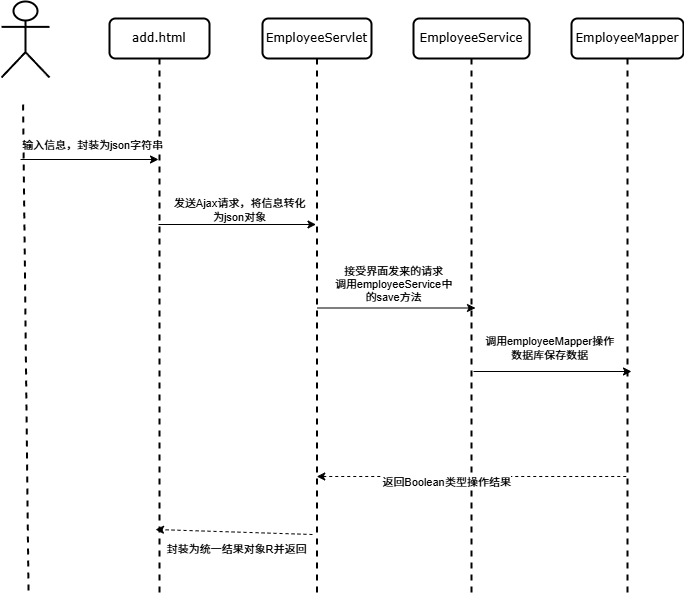 add.html
EmployeeServlet
EmployeeService
EmployeeMapper
输入信息，封装为json字符串
发送Ajax请求，将信息转化
为json对象
接受界面发来的请求
调用employeeService中
的save方法
调用employeeMapper操作
数据库保存数据
返回Boolean类型操作结果
封装为统一结果对象R并返回